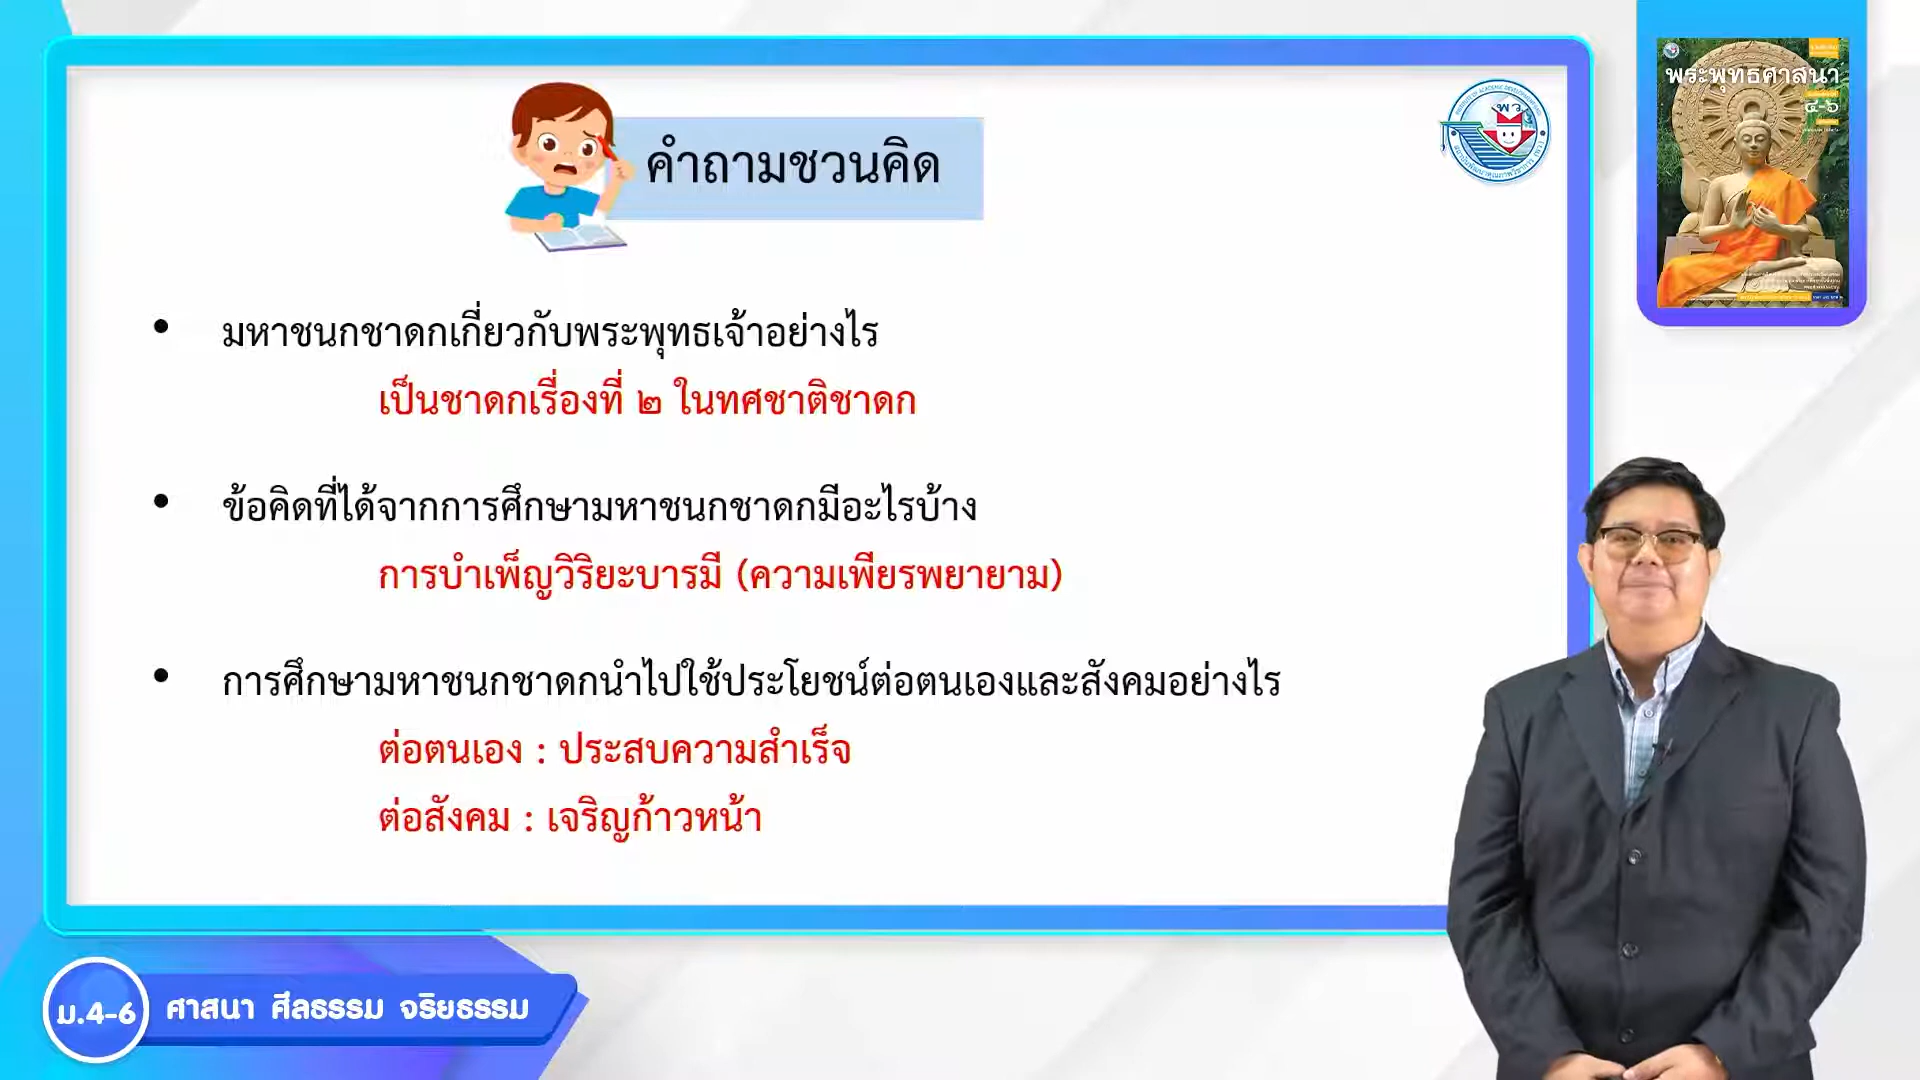 คำถามชวนคิด
• มหาชนกชาดกเกี่ยวกับพระพุทธเจ้าอย่างไร
เป็นชาดกเรื่องที่ ๒ ในทศชาติชาดก
• ข้อคิดที่ได้จากการศึกษามหาชนกชาดกมีอะไรบ้าง
การบำเพ็ญวิริยะบารมี (ความเพียรพยายาม)
• การศึกษามหาชนกชาดกนำไปใช้ประโยชน์ต่อตนเองและสังคมอย่างไร
ต่อตนเอง : ประสบความสำเร็จ
ต่อสังคม : เจริญก้าวหน้า
พว.
พระพุทธศาสนา
๔-๖
ม.4-6 ศาสนา ศีลธรรม จริยธรรม